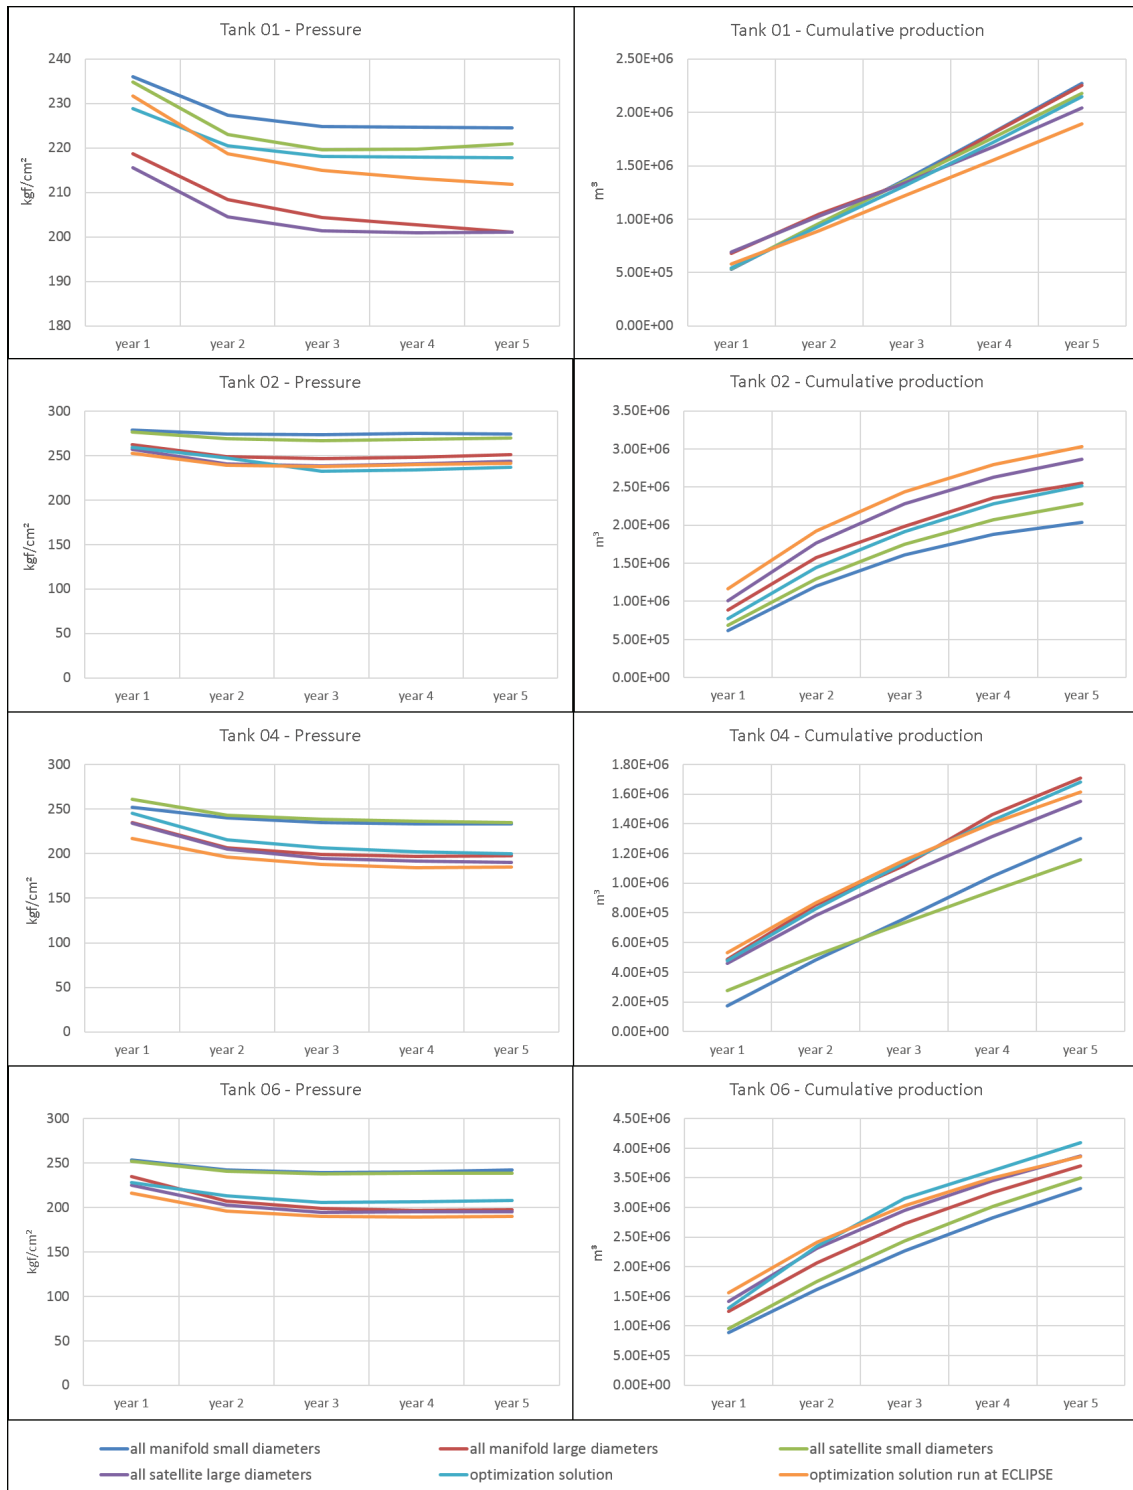 Tank 01 - Pressure
240
230
220
210
200
190
180
kgf/cm²
year 1 year 2 year 3 year 4 year 5
Tank 01 - Cumulative production
2.50E+06
2.00E+06
1.50E+06
1.00E+06
5.00E+05
0.00E+00
m³
year 1 year 2 year 3 year 4 year 5
Tank 02 - Pressure
300
250
200
150
100
50
0
kgf/cm²
year 1 year 2 year 3 year 4 year 5
Tank 02 - Cumulative production
3.50E+06
3.00E+06
2.50E+06
2.00E+06
1.50E+06
1.00E+06
5.00E+05
0.00E+00
m³
year 1 year 2 year 3 year 4 year 5
Tank 04 - Pressure
300
250
200
150
100
50
0
kgf/cm²
year 1 year 2 year 3 year 4 year 5
Tank 04 - Cumulative production
1.80E+06
1.60E+06
1.40E+06
1.20E+06
1.00E+06
8.00E+05
6.00E+05
4.00E+05
2.00E+05
0.00E+00
m³
year 1 year 2 year 3 year 4 year 5
Tank 06 - Pressure
300
250
200
150
100
50
0
kgf/cm²
year 1 year 2 year 3 year 4 year 5
Tank 06 - Cumulative production
4.50E+06
4.00E+06
3.50E+06
3.00E+06
2.50E+06
2.00E+06
1.50E+06
1.00E+06
5.00E+05
0.00E+00
m³
year 1 year 2 year 3 year 4 year 5
all manifold small diameters all manifold large diameters all satellite small diameters
all satellite large diameters optimization solution optimization solution run at ECLIPSE